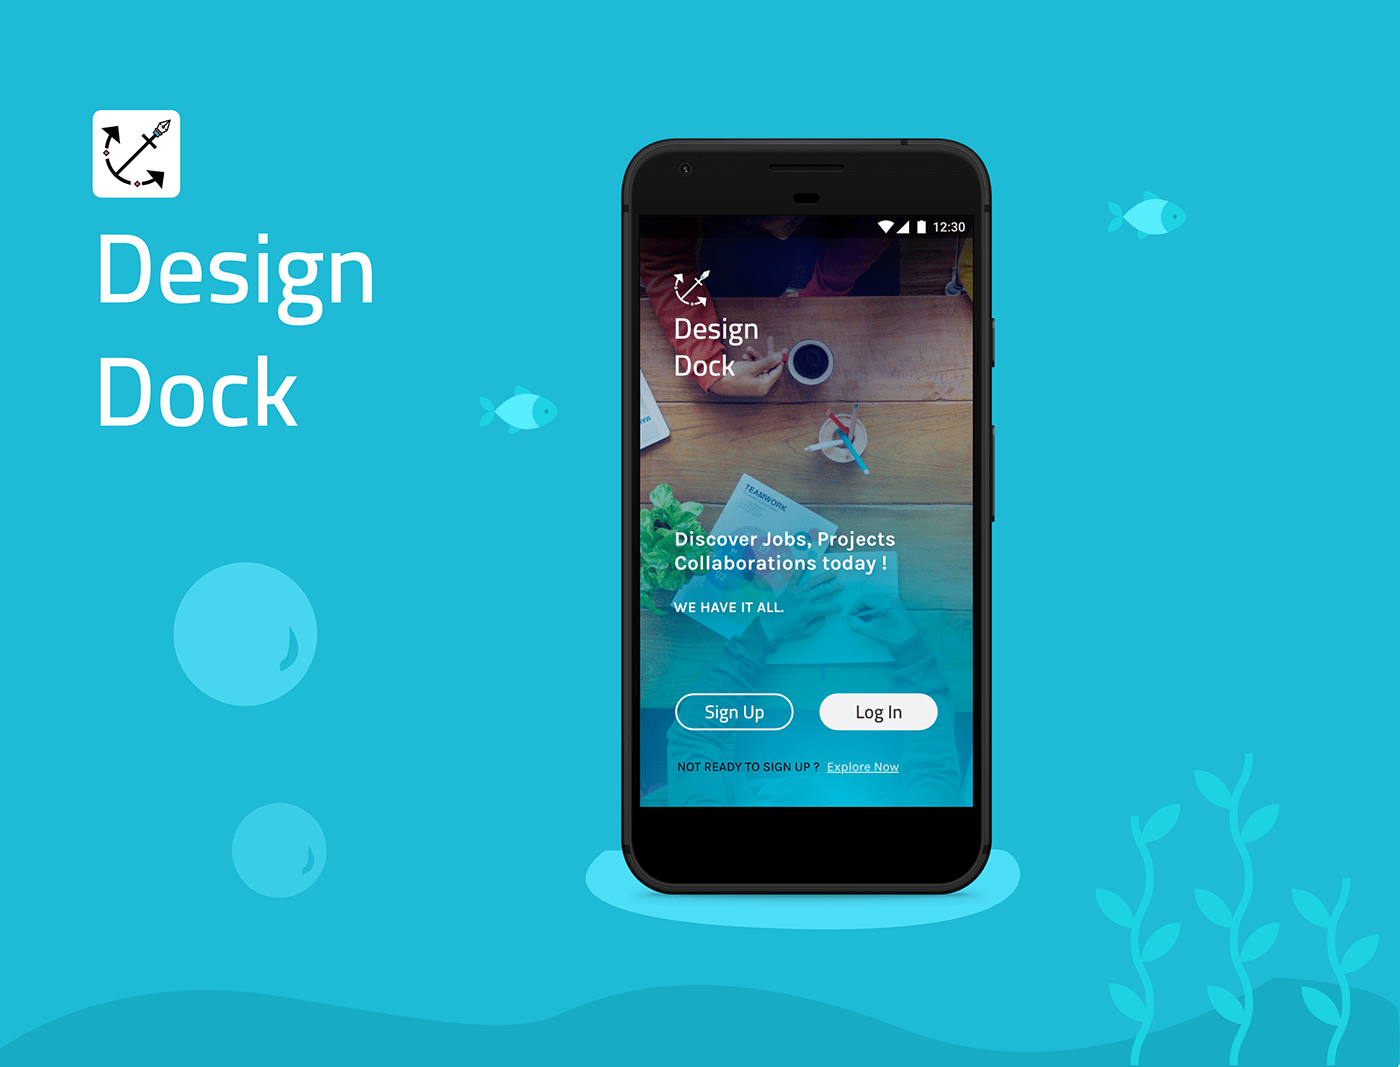 Design
Dock
12:30
Design
Dock
TEAMWORK
Discover Jobs, Projects
Collaborations today !
WE HAVE IT ALL.
Sign Up
Log In
NOT READY TO SIGN UP ? Explore Now